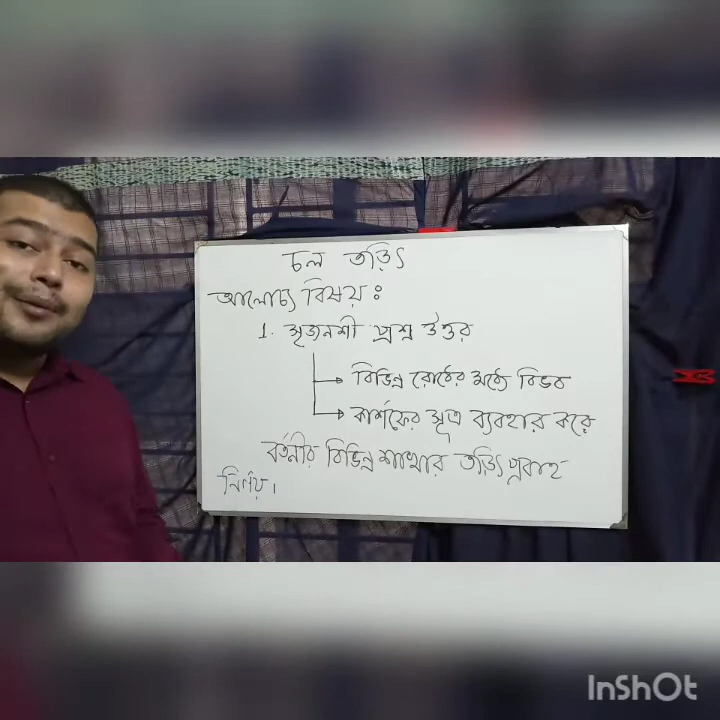 চল তড়িৎ
আলোচ্য বিষয় :
1. সৃজনশী প্রশ্ন উত্তর
বিভিন্ন রোধের মধ্যে বিভব
কার্শফের সূত্র ব্যবহার করে
বর্তনীর বিভিন্ন শাখার তড়িৎ প্রবাহ
নির্ণয়।
InShOt